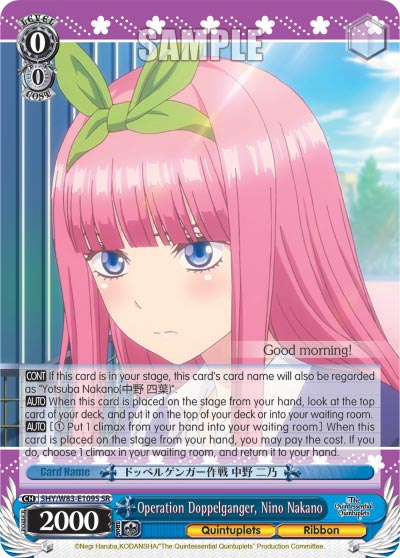 SAMPLE
LEVEL
0
0
COST
Good morning!
CONT If this card is in your stage, this card's card name will also be regarded
as "Yotsuba Nakano(中野 四葉)".
AUTO When this card is placed on the stage from your hand, look at the top
card of your deck, and put it on the top of your deck or into your waiting room.
AUTO [① Put 1 climax from your hand into your waiting room] When this
card is placed on the stage from your hand, you may pay the cost. If you
do, choose 1 climax in your waiting room, and return it to your hand.
Card Name ドッペルゲンガー作戦 中野 二乃
CH 5HY/W83-E109S SR
Operation Doppelganger, Nino Nakano
The Quintessential Quintuplets
POWER 2000
Quintuplets Ribbon
©Negi Haruba,KODANSHA/"The Quintessential Quintuplets" Production Committee.